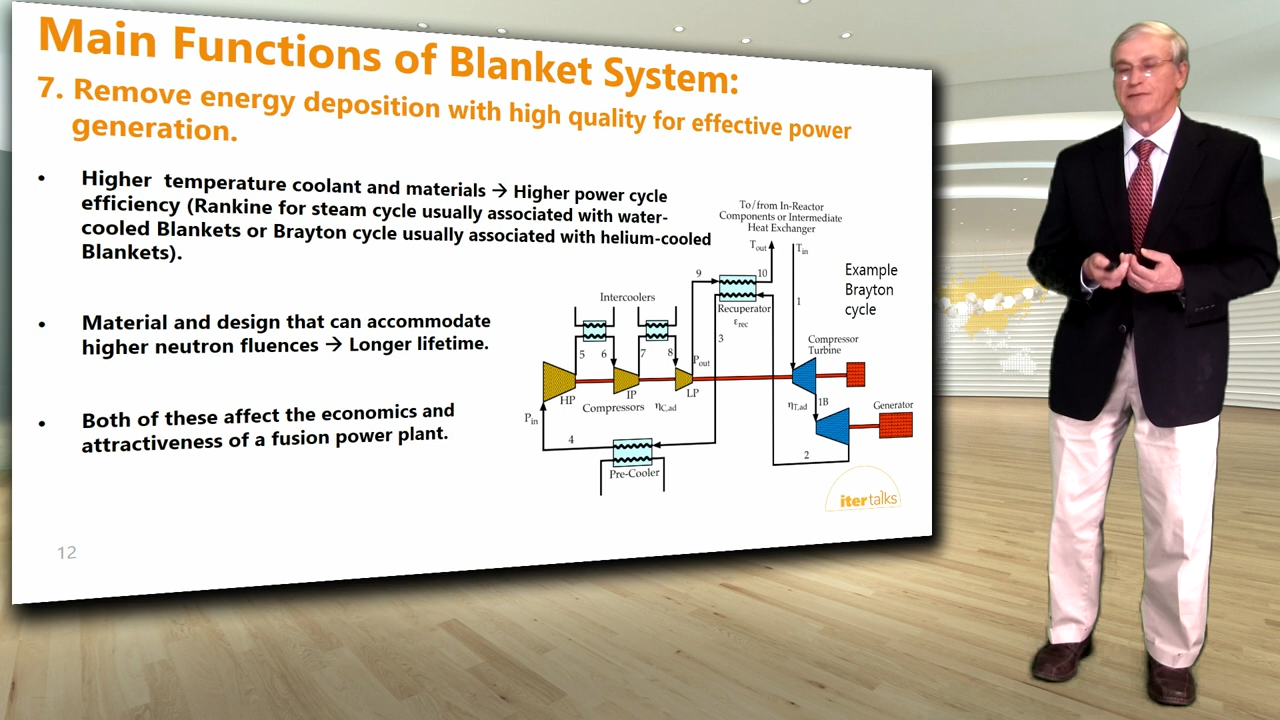 Main Functions of Blanket System:
7. Remove energy deposition with high quality for effective power
generation.
• Higher temperature coolant and materials → Higher power cycle
efficiency (Rankine for steam cycle usually associated with water-
cooled Blankets or Brayton cycle usually associated with helium-cooled
Blankets).
• Material and design that can accommodate
higher neutron fluences → Longer lifetime.
• Both of these affect the economics and
attractiveness of a fusion power plant.
To/from In-Reactor
Components or Intermediate
Heat Exchanger
Tout
Tin
9
10
Example
Brayton
cycle
Intercoolers
1
Recuperator
εrec
3
Compressor
Turbine
5
6
7
8
Pout
HP
IP
LP
Compressors
ηC,ad
ηT,ad
1B
Generator
Pin
4
2
Pre-Cooler
iter talks
12